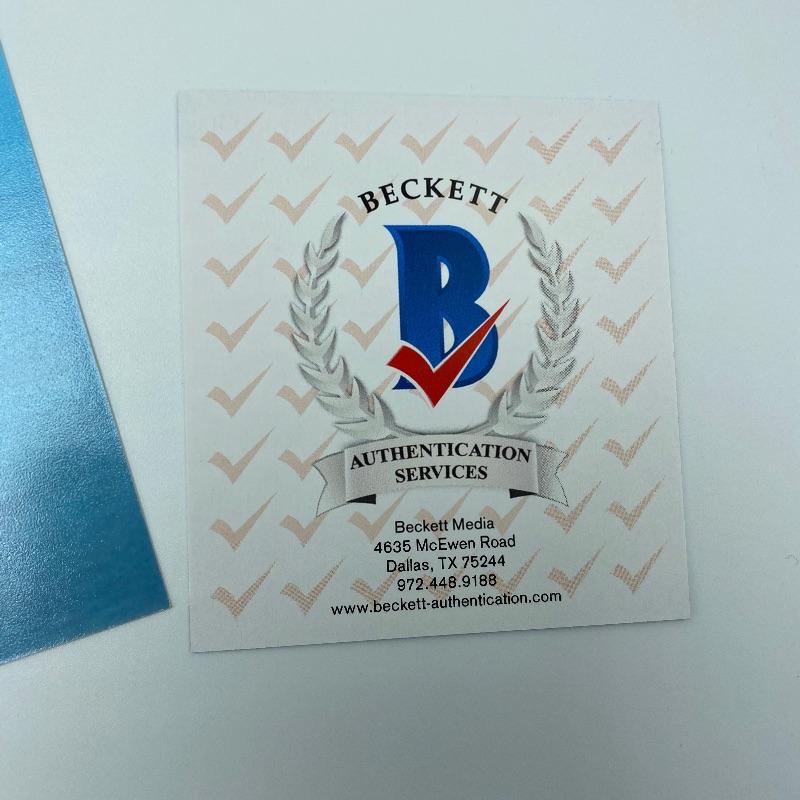 BECKETT
B
AUTHENTICATION
SERVICES
Beckett Media
4635 McEwen Road
Dallas, TX 75244
972.448.9188
www.beckett-authentication.com